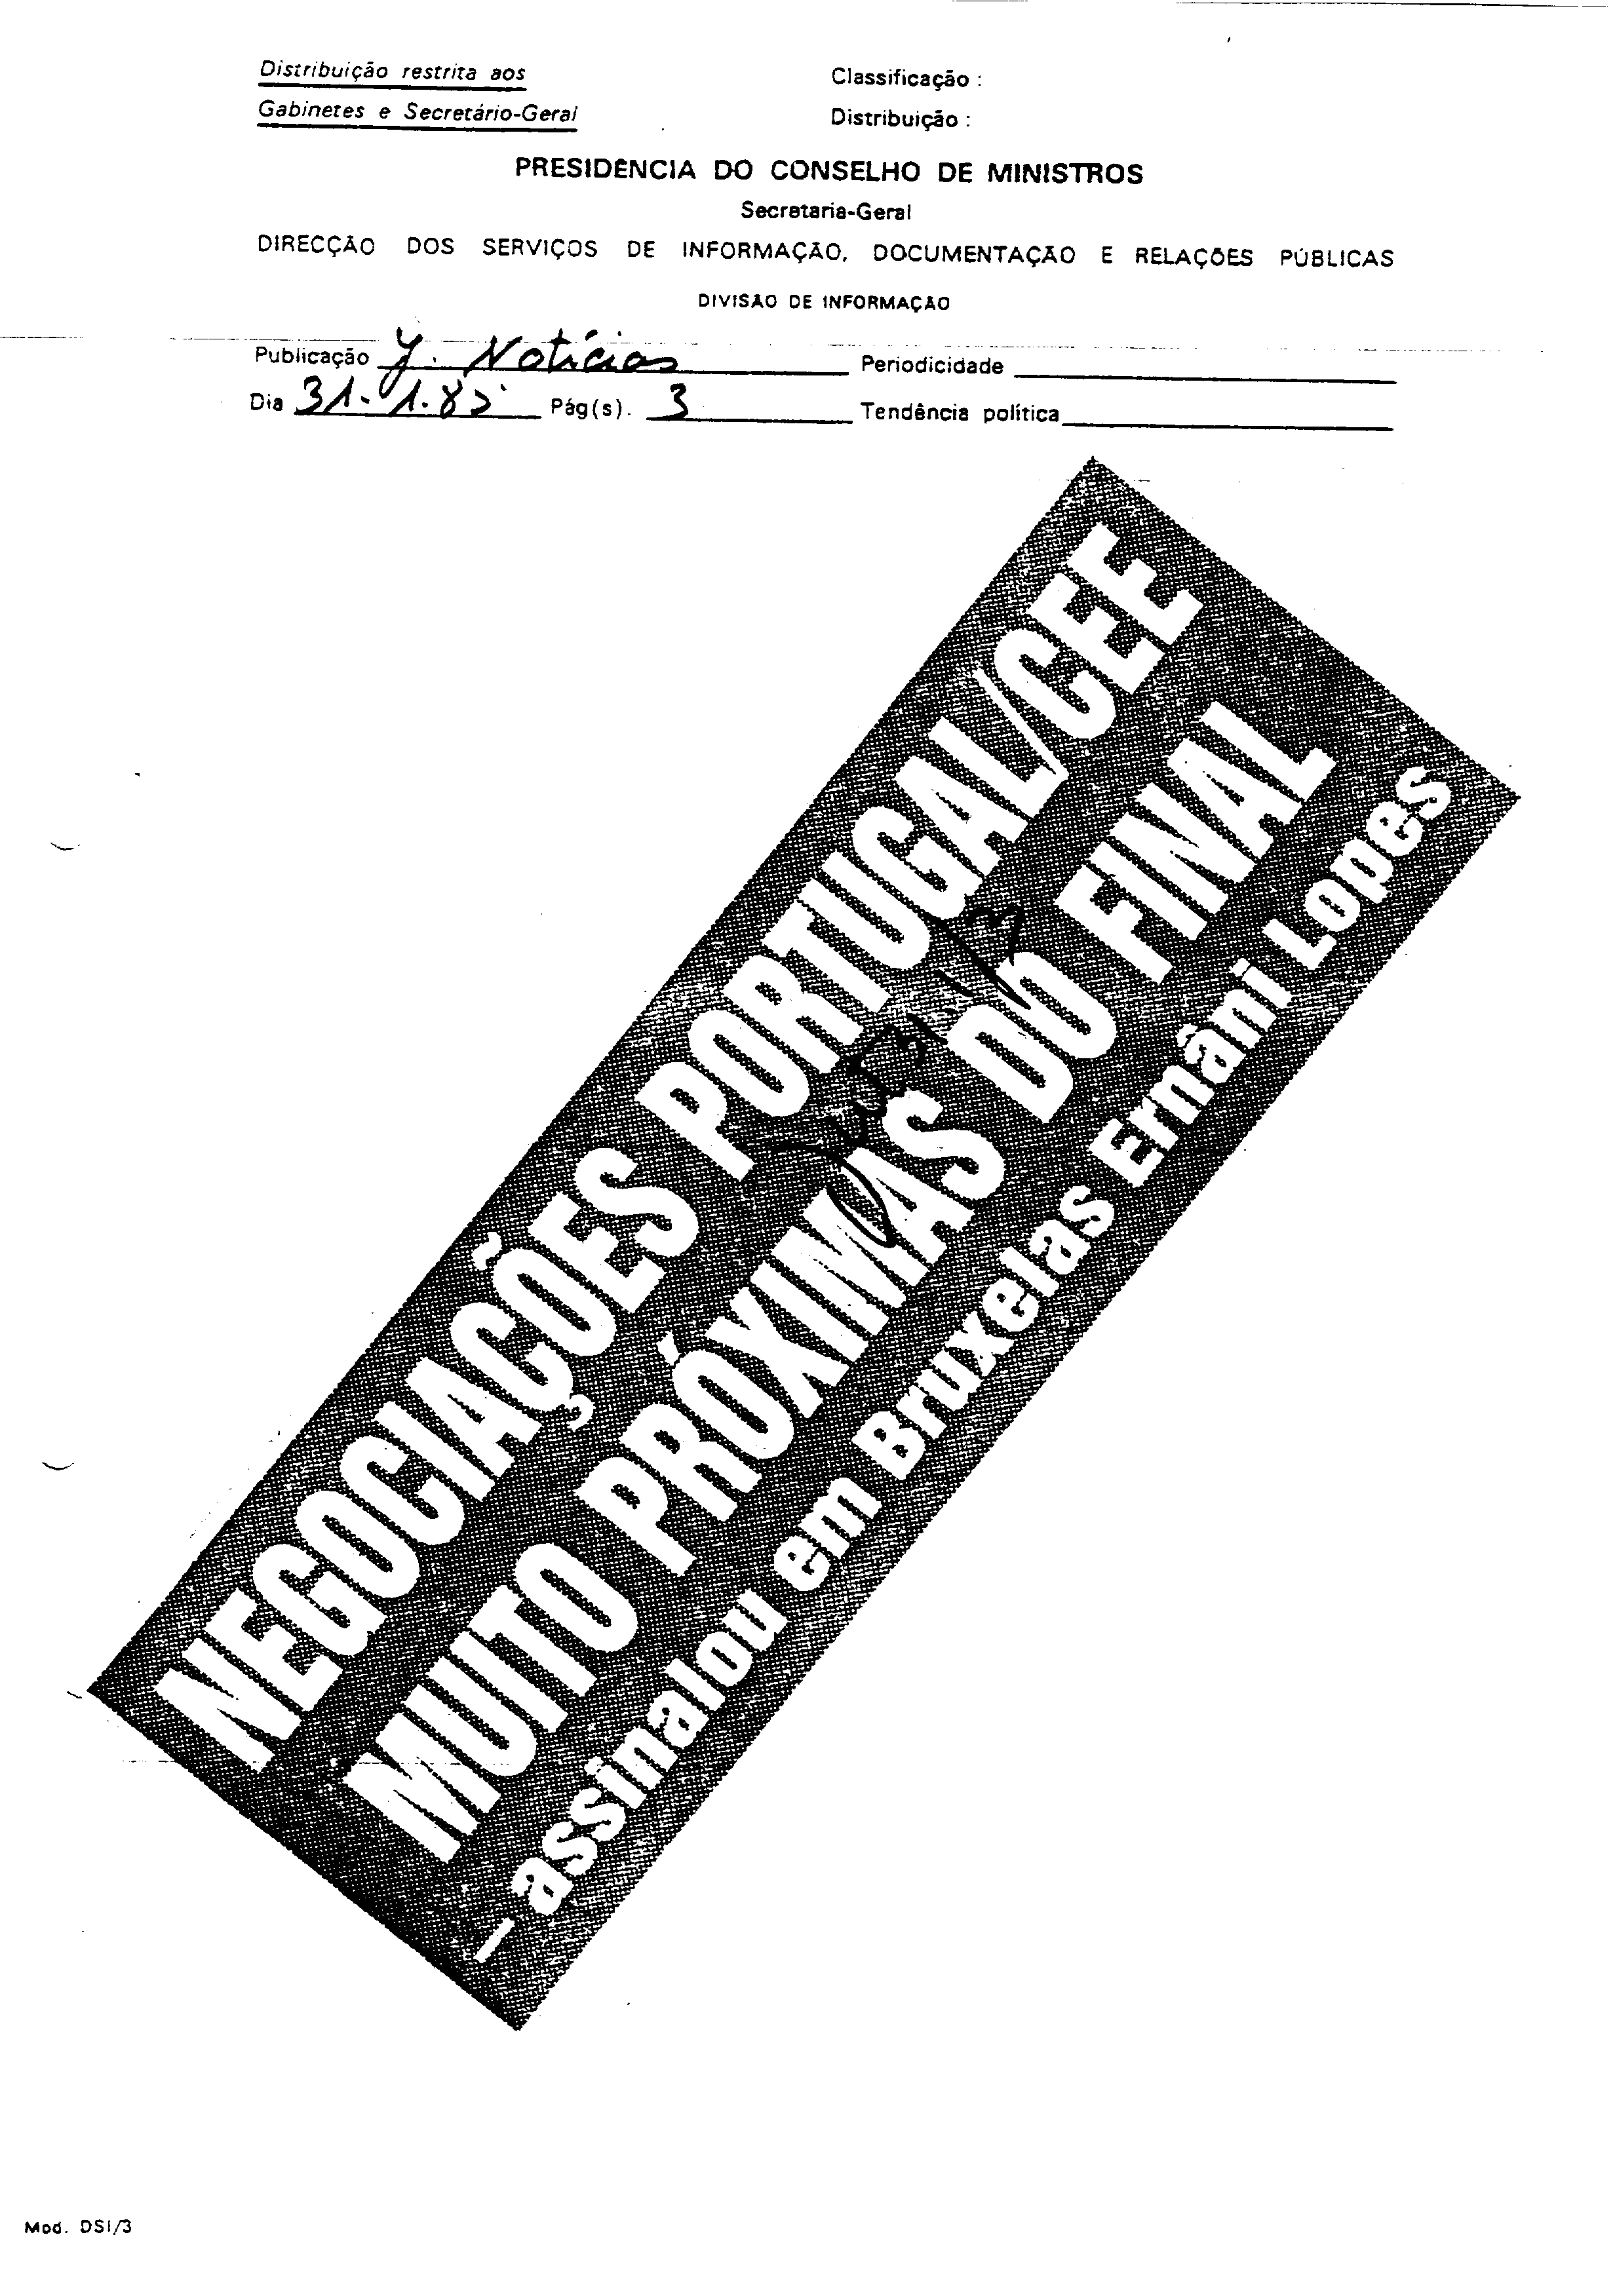 Distribuição restrita aos
Gabinetes e Secretário-Geral
Classificação :
Distribuição :
PRESIDÊNCIA DO CONSELHO DE MINISTROS
Secretaria-Geral
DIRECÇÃO DOS SERVIÇOS DE INFORMAÇÃO, DOCUMENTAÇÃO E RELAÇÕES PÚBLICAS
DIVISÃO DE INFORMAÇÃO
Publicação J. Notícias Periodicidade
Dia 31.1.85 Pág(s). 3 Tendência política
NEGOCIAÇÕES PORTUGAL/CEE
MUITO PRÓXIMAS DO FINAL
— assinalou em Bruxelas Ernâni Lopes
Mod. DSI/3